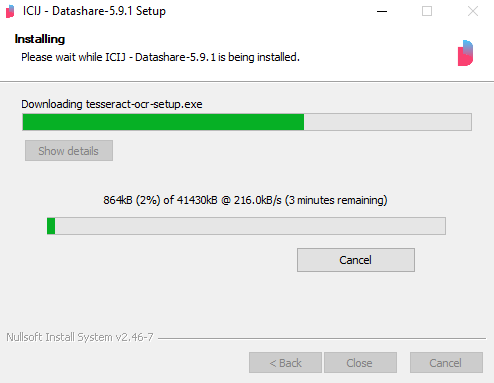 ICIJ - Datashare-5.9.1 Setup
Installing
Please wait while ICIJ - Datashare-5.9.1 is being installed.
Downloading tesseract-ocr-setup.exe
Show details
864kB (2%) of 41430kB @ 216.0kB/s (3 minutes remaining)
Cancel
Nullsoft Install System v2.46-7
< Back
Close
Cancel